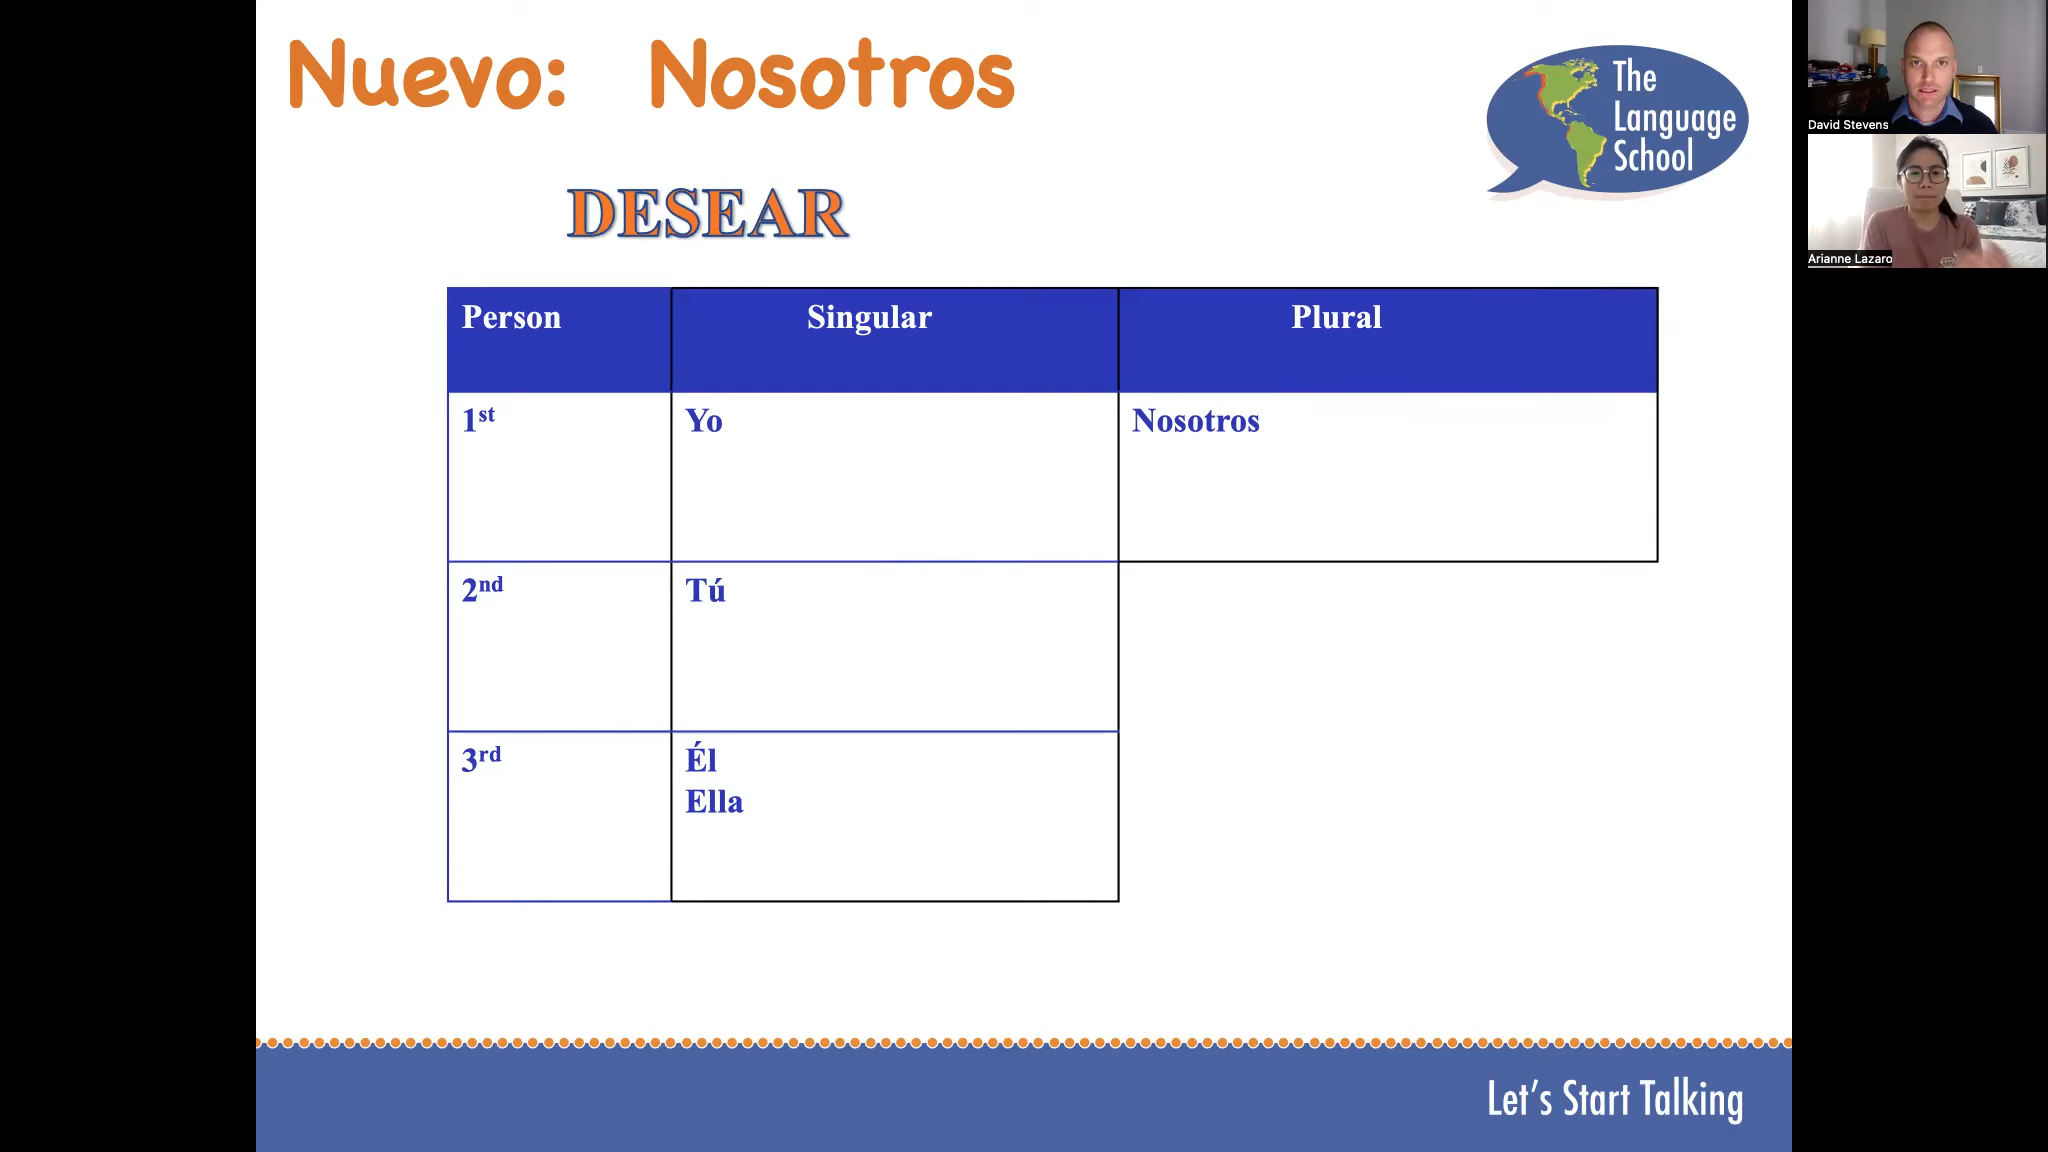 Nuevo: Nosotros
The
Language
School
DESEAR
Person Singular Plural
1st Yo Nosotros
2nd Tú
3rd Él
Ella
Let's Start Talking
David Stevens
Arianne Lazaro